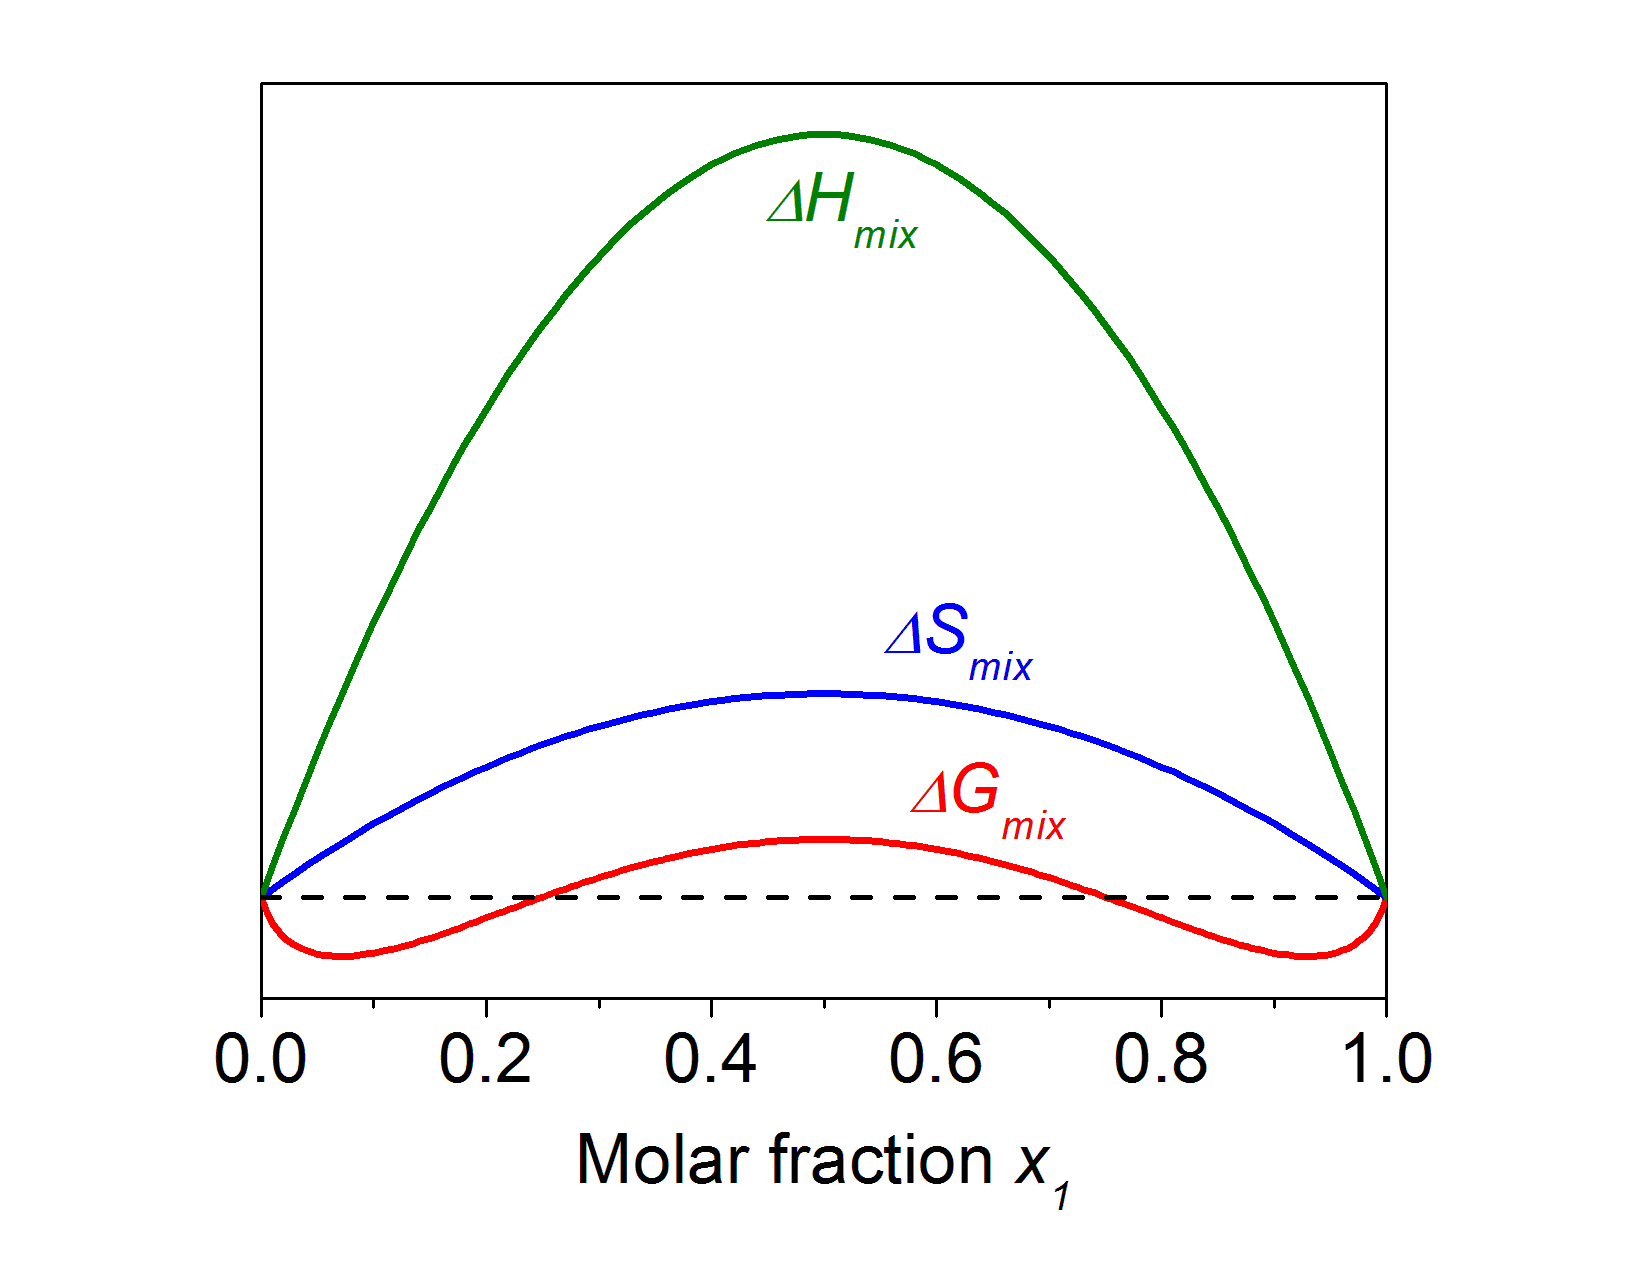 ΔHmix
ΔSmix
ΔGmix
0.0 0.2 0.4 0.6 0.8 1.0
Molar fraction x1